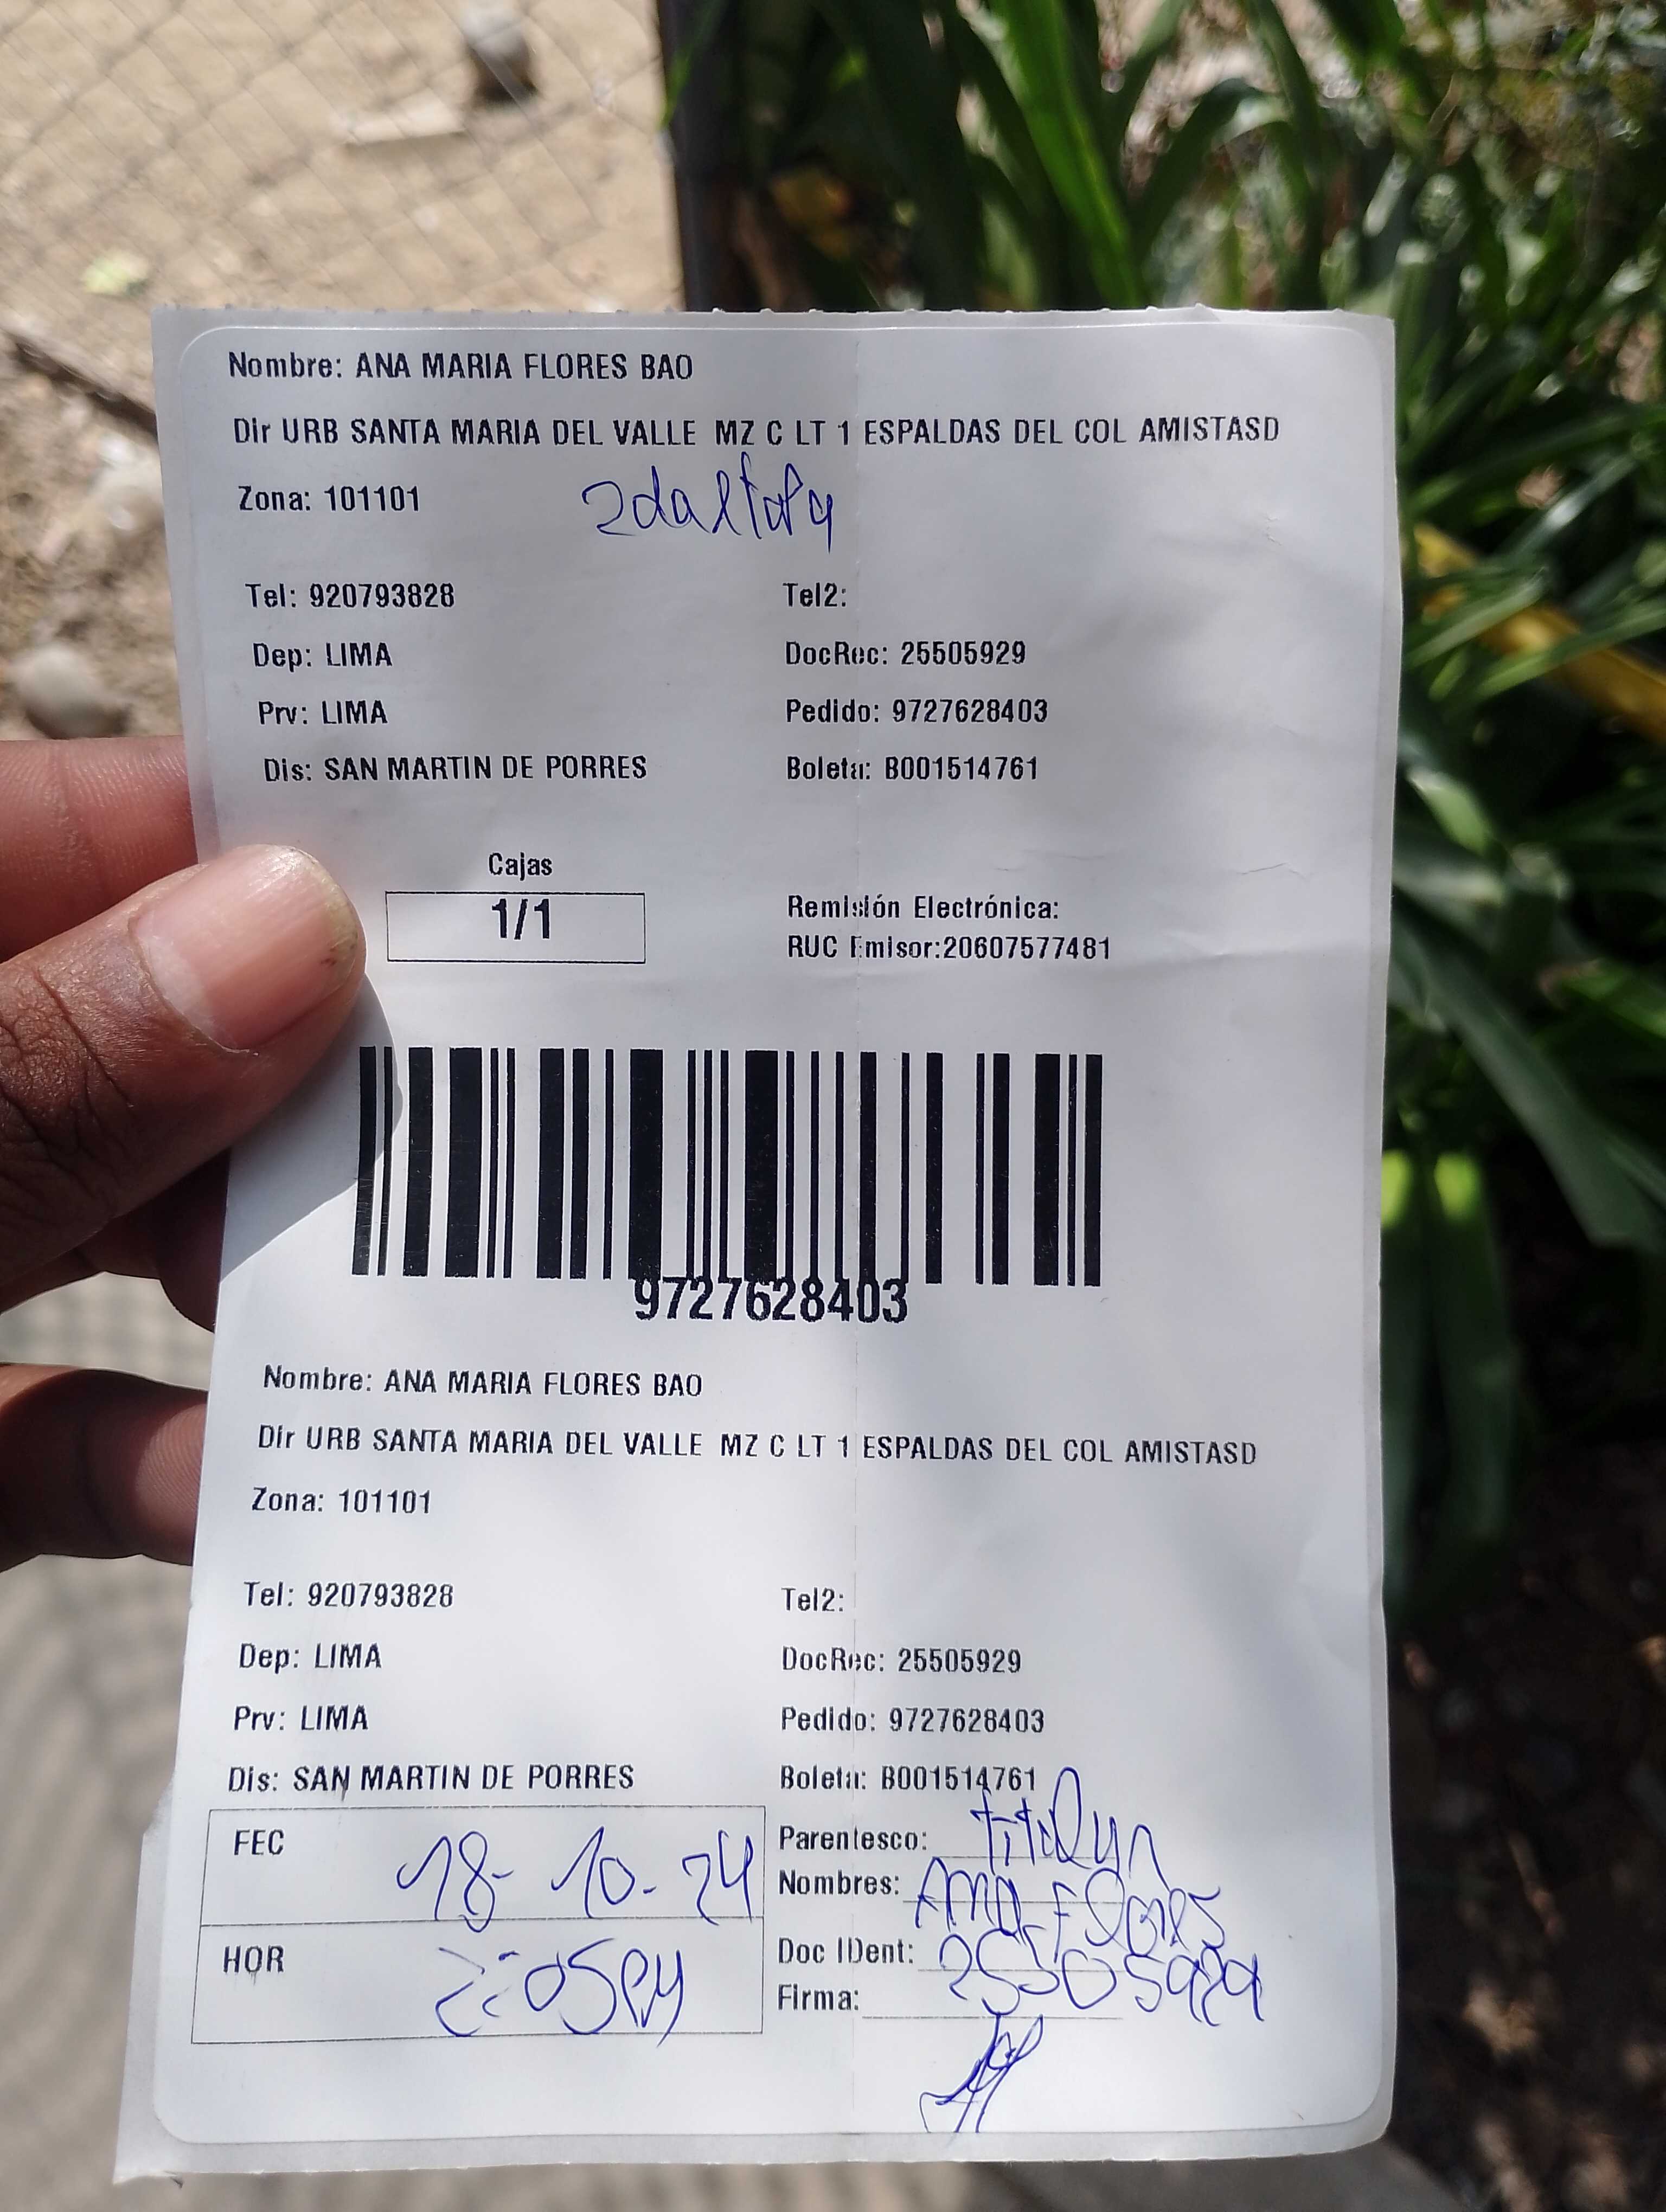 Nombre: ANA MARIA FLORES BAO
Dir URB SANTA MARIA DEL VALLE MZ C LT 1 ESPALDAS DEL COL AMISTASD
Zona: 101101
Tel: 920793828 Tel2:
Dep: LIMA DocRec: 25505929
Prv: LIMA Pedido: 9727628403
Dis: SAN MARTIN DE PORRES Boleta: B001514761
Cajas
1/1
Remisión Electrónica:
RUC Emisor:20607577481
9727628403
Nombre: ANA MARIA FLORES BAO
Dir URB SANTA MARIA DEL VALLE MZ C LT 1 ESPALDAS DEL COL AMISTASD
Zona: 101101
Tel: 920793828 Tel2:
Dep: LIMA DocRec: 25505929
Prv: LIMA Pedido: 9727628403
Dis: SAN MARTIN DE PORRES Boleta: B001514761
FEC 18-10-24 Parentesco:
Nombres: Ana Flores
HOR Doc IDent: 25505929
Firma: